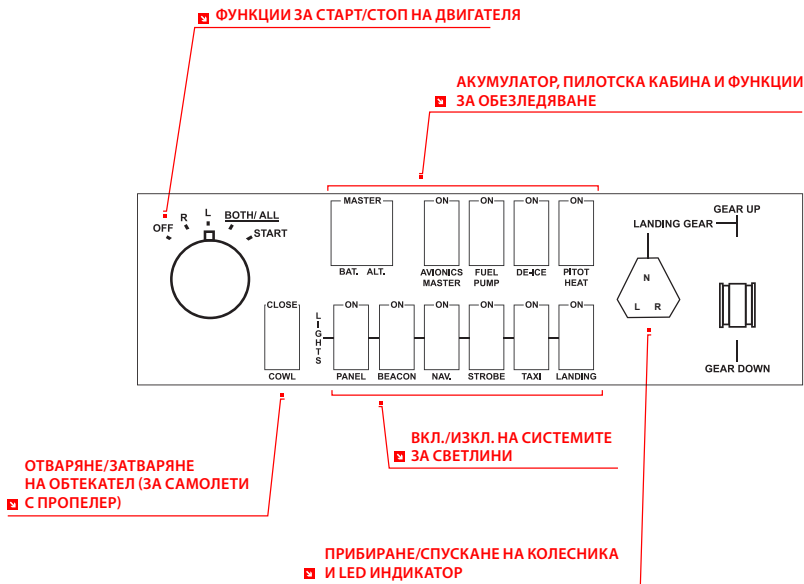 ФУНКЦИИ ЗА СТАРТ/СТОП НА ДВИГАТЕЛЯ
АКУМУЛАТОР, ПИЛОТСКА КАБИНА И ФУНКЦИИ
ЗА ОБЕЗЛЕДЯВАНЕ
OFF R L BOTH/ ALL START
MASTER ON ON ON ON
BAT. ALT. AVIONICS MASTER FUEL PUMP DE-ICE PITOT HEAT
GEAR UP
LANDING GEAR
N
L R
GEAR DOWN
CLOSE
COWL
LIGHTS
ON ON ON ON ON ON
PANEL BEACON NAV. STROBE TAXI LANDING
ВКЛ./ИЗКЛ. НА СИСТЕМИТЕ
ЗА СВЕТЛИНИ
ОТВАРЯНЕ/ЗАТВАРЯНЕ
НА ОБТЕКАТЕЛ (ЗА САМОЛЕТИ
С ПРОПЕЛЕР)
ПРИБИРАНЕ/СПУСКАНЕ НА КОЛЕСНИКА
И LED ИНДИКАТОР